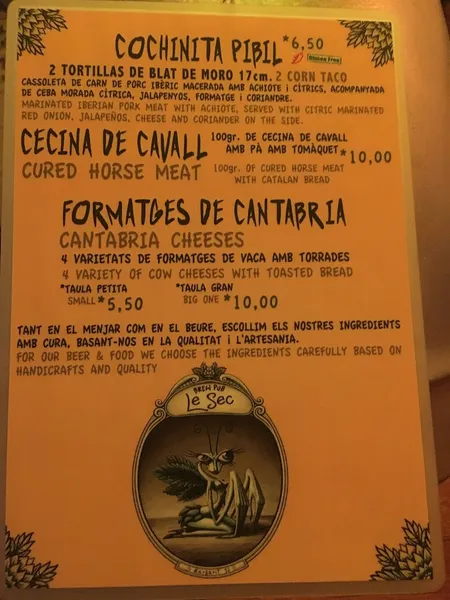 COCHINITA PIBIL *6,50
Gluten Free
2 TORTILLAS DE BLAT DE MORO 17cm. 2 CORN TACO
CASSOLETA DE CARN DE PORC IBÈRIC MACERADA AMB ACHIOTE I CÍTRICS, ACOMPANYADA
DE CEBA MORADA CÍTRICA, JALAPENYOS, FORMATGE I CORIANDRE.
MARINATED IBERIAN PORK MEAT WITH ACHIOTE, SERVED WITH CITRIC MARINATED
RED ONION, JALAPEÑOS, CHEESE AND CORIANDER ON THE SIDE.
CECINA DE CAVALL 100gr. DE CECINA DE CAVALL
AMB PÀ AMB TOMÀQUET *10,00
CURED HORSE MEAT 100gr. OF CURED HORSE MEAT
WITH CATALAN BREAD
FORMATGES DE CANTABRIA
CANTABRIA CHEESES
4 VARIETATS DE FORMATGES DE VACA AMB TORRADES
4 VARIETY OF COW CHEESES WITH TOASTED BREAD
*TAULA PETITA *TAULA GRAN
SMALL *5,50 BIG ONE *10,00
TANT EN EL MENJAR COM EN EL BEURE, ESCOLLIM ELS NOSTRES INGREDIENTS
AMB CURA, BASANT-NOS EN LA QUALITAT I L'ARTESANIA.
FOR OUR BEER & FOOD WE CHOOSE THE INGREDIENTS CAREFULLY BASED ON
HANDICRAFTS AND QUALITY
BREW PUB
Le Sec